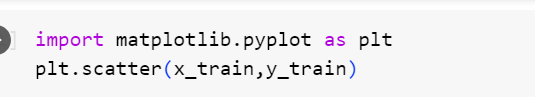 import matplotlib.pyplot as plt
plt.scatter(x_train,y_train)